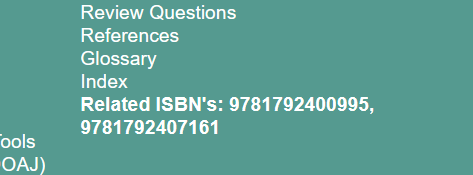 Review Questions
References
Glossary
Index
Related ISBN's: 9781792400995,
9781792407161
Tools
OAJ)